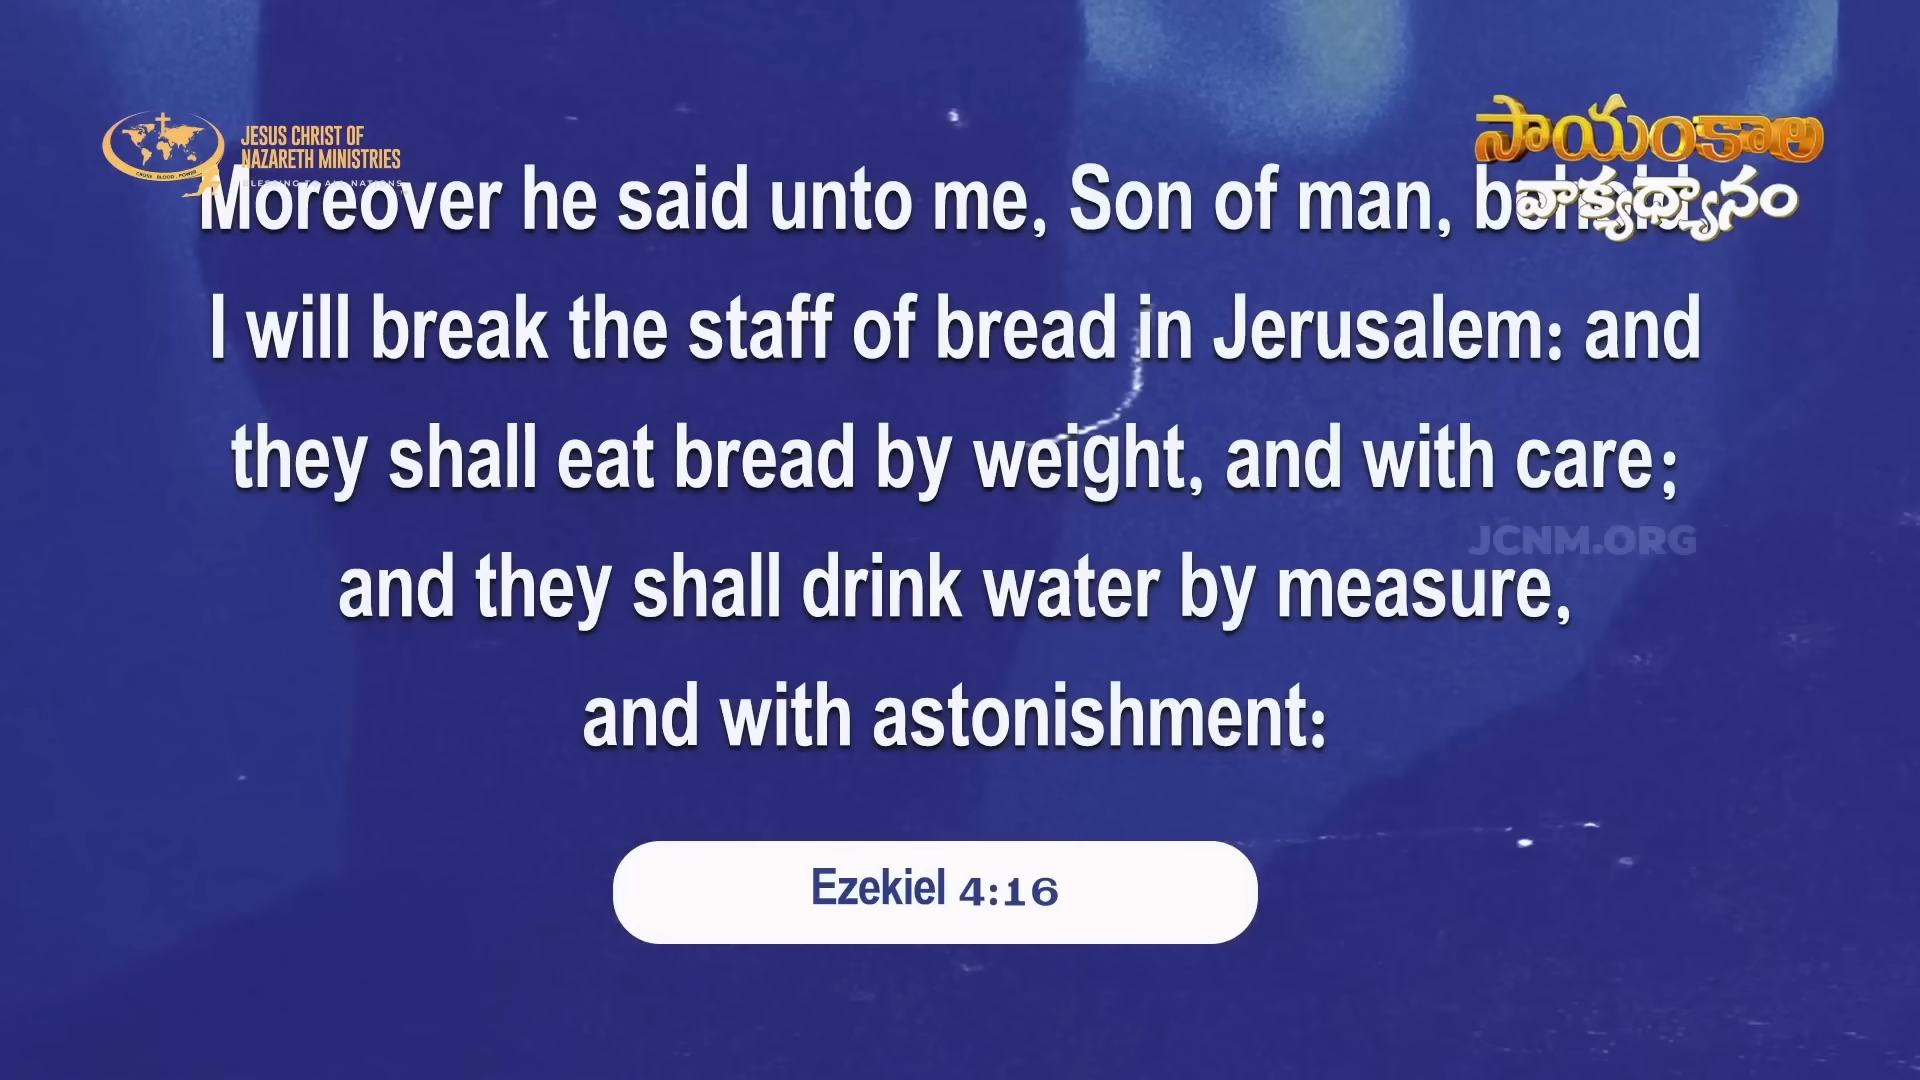 JESUS CHRIST OF
NAZARETH MINISTRIES
సాయంకాల
వాక్యధ్యానం
Moreover he said unto me, Son of man,
I will break the staff of bread in Jerusalem: and
they shall eat bread by weight, and with care;
JCNM.ORG
and they shall drink water by measure,
and with astonishment:
Ezekiel 4:16